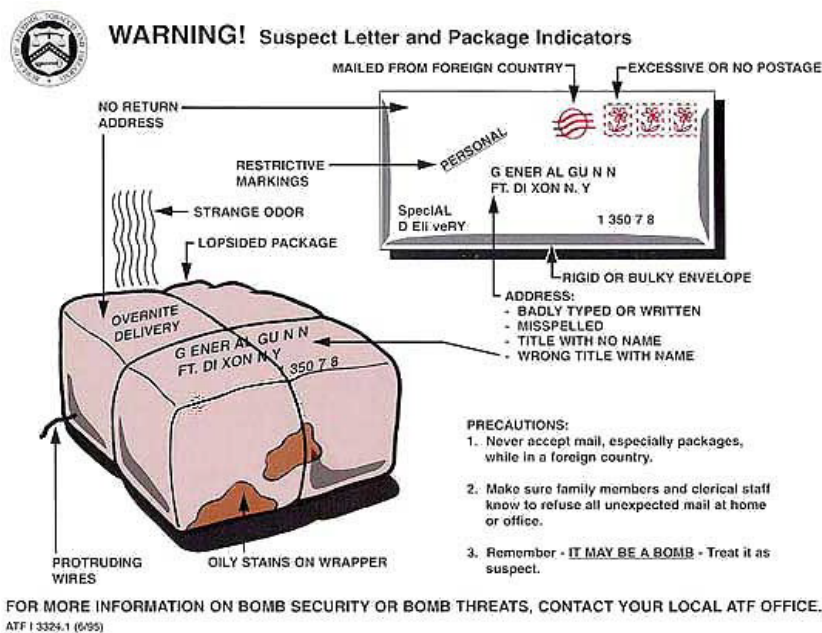 WARNING! Suspect Letter and Package Indicators
MAILED FROM FOREIGN COUNTRY
EXCESSIVE OR NO POSTAGE
NO RETURN
ADDRESS
RESTRICTIVE
MARKINGS
PERSONAL
G ENER AL GU N N
FT. DI XON N. Y
SpecIAL
D Eli veRY
1 350 7 8
STRANGE ODOR
LOPSIDED PACKAGE
RIGID OR BULKY ENVELOPE
ADDRESS:
- BADLY TYPED OR WRITTEN
- MISSPELLED
- TITLE WITH NO NAME
- WRONG TITLE WITH NAME
OVERNITE
DELIVERY
G ENER AL GU N N
FT. DI XON N Y
1 350 7 8
PROTRUDING
WIRES
OILY STAINS ON WRAPPER
PRECAUTIONS:
1. Never accept mail, especially packages,
while in a foreign country.
2. Make sure family members and clerical staff
know to refuse all unexpected mail at home
or office.
3. Remember - IT MAY BE A BOMB - Treat it as
suspect.
FOR MORE INFORMATION ON BOMB SECURITY OR BOMB THREATS, CONTACT YOUR LOCAL ATF OFFICE.
ATF I 3324.1 (6/95)